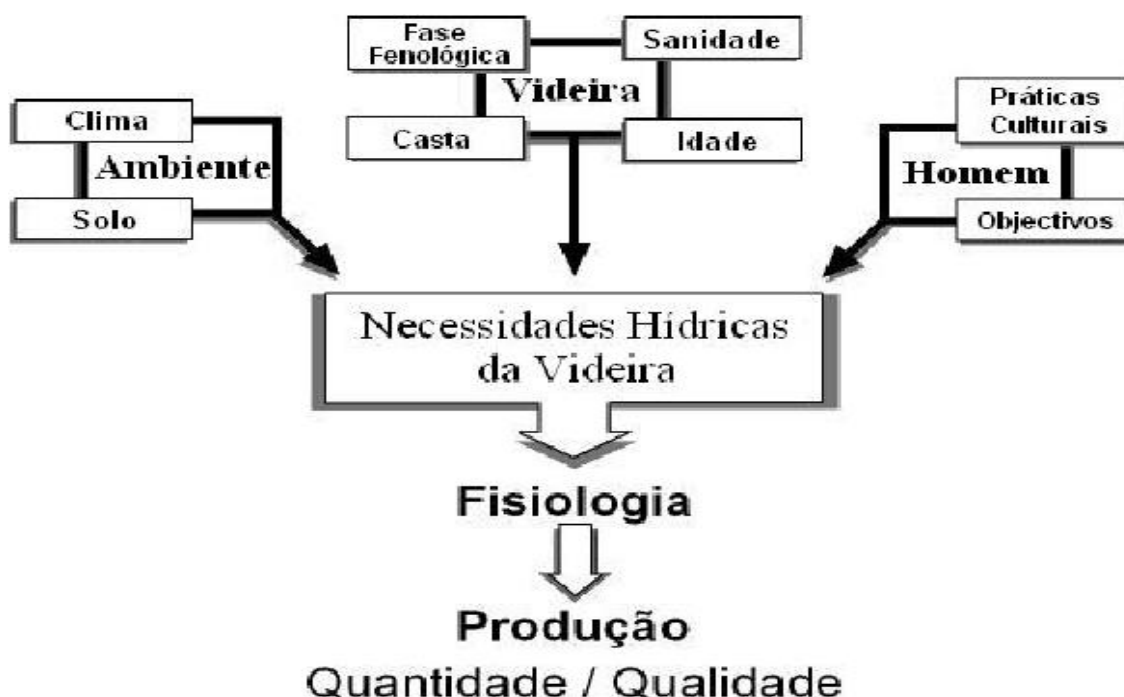 Fase
Fenológica
Sanidade
Videira
Casta
Idade
Clima
Ambiente
Solo
Práticas
Culturais
Homem
Objectivos
Necessidades Hídricas
da Videira
Fisiologia
Produção
Quantidade / Qualidade